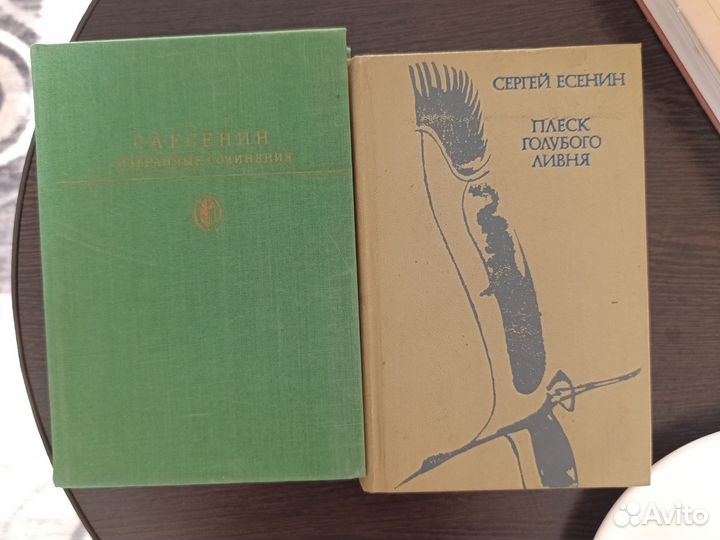 С.А.ЕСЕНИН
ИЗБРАННЫЕ СОЧИНЕНИЯ
СЕРГЕЙ ЕСЕНИН
ПЛЕСК
ГОЛУБОГО
ЛИВНЯ
Avito